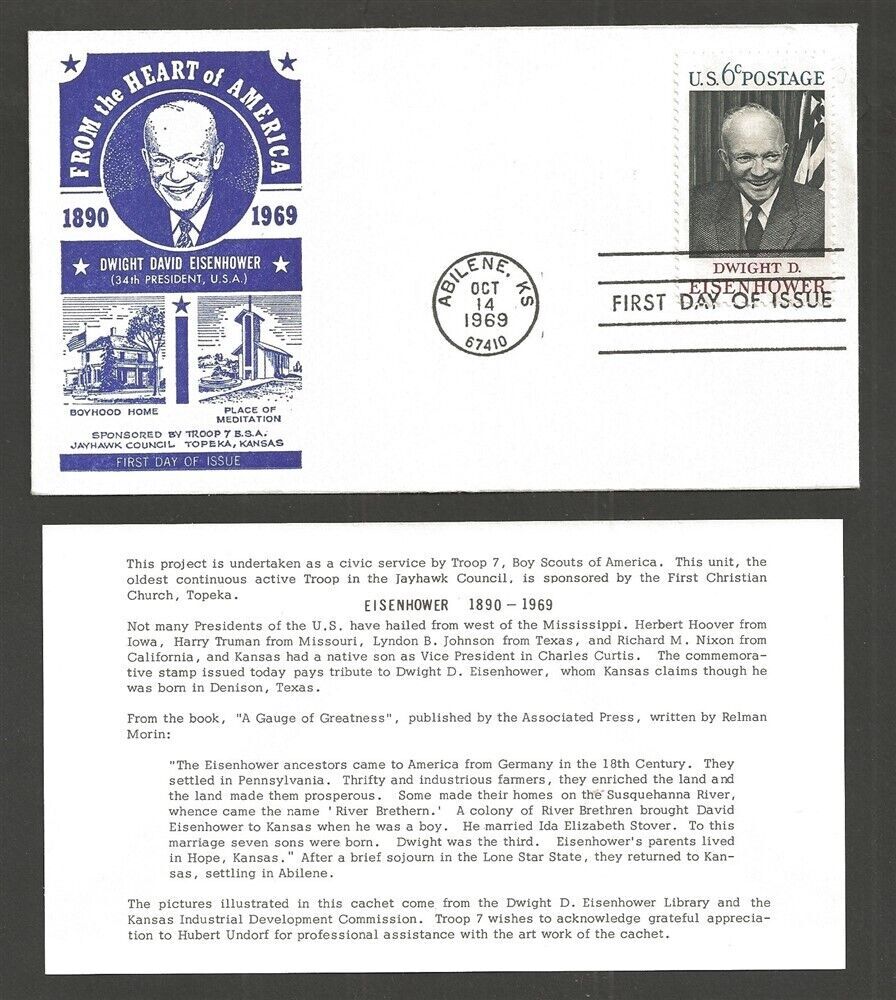 FROM the HEART of AMERICA
1890 1969
DWIGHT DAVID EISENHOWER
(34th PRESIDENT, U.S.A.)
BOYHOOD HOME
PLACE OF
MEDITATION
SPONSORED BY TROOP 7 B.S.A.
JAYHAWK COUNCIL TOPEKA, KANSAS
FIRST DAY OF ISSUE
ABILENE, KS
OCT
14
1969
67410
U.S. 6c POSTAGE
DWIGHT D.
EISENHOWER
FIRST DAY OF ISSUE
This project is undertaken as a civic service by Troop 7, Boy Scouts of America. This unit, the
oldest continuous active Troop in the Jayhawk Council, is sponsored by the First Christian
Church, Topeka.
EISENHOWER 1890 - 1969
Not many Presidents of the U.S. have hailed from west of the Mississippi. Herbert Hoover from
Iowa, Harry Truman from Missouri, Lyndon B. Johnson from Texas, and Richard M. Nixon from
California, and Kansas had a native son as Vice President in Charles Curtis. The commemora-
tive stamp issued today pays tribute to Dwight D. Eisenhower, whom Kansas claims though he
was born in Denison, Texas.
From the book, "A Gauge of Greatness", published by the Associated Press, written by Relman
Morin:
"The Eisenhower ancestors came to America from Germany in the 18th Century. They
settled in Pennsylvania. Thrifty and industrious farmers, they enriched the land and
the land made them prosperous. Some made their homes on the Susquehanna River,
whence came the name 'River Brethern.' A colony of River Brethren brought David
Eisenhower to Kansas when he was a boy. He married Ida Elizabeth Stover. To this
marriage seven sons were born. Dwight was the third. Eisenhower's parents lived
in Hope, Kansas." After a brief sojourn in the Lone Star State, they returned to Kan-
sas, settling in Abilene.
The pictures illustrated in this cachet come from the Dwight D. Eisenhower Library and the
Kansas Industrial Development Commission. Troop 7 wishes to acknowledge grateful apprecia-
tion to Hubert Undorf for professional assistance with the art work of the cachet.